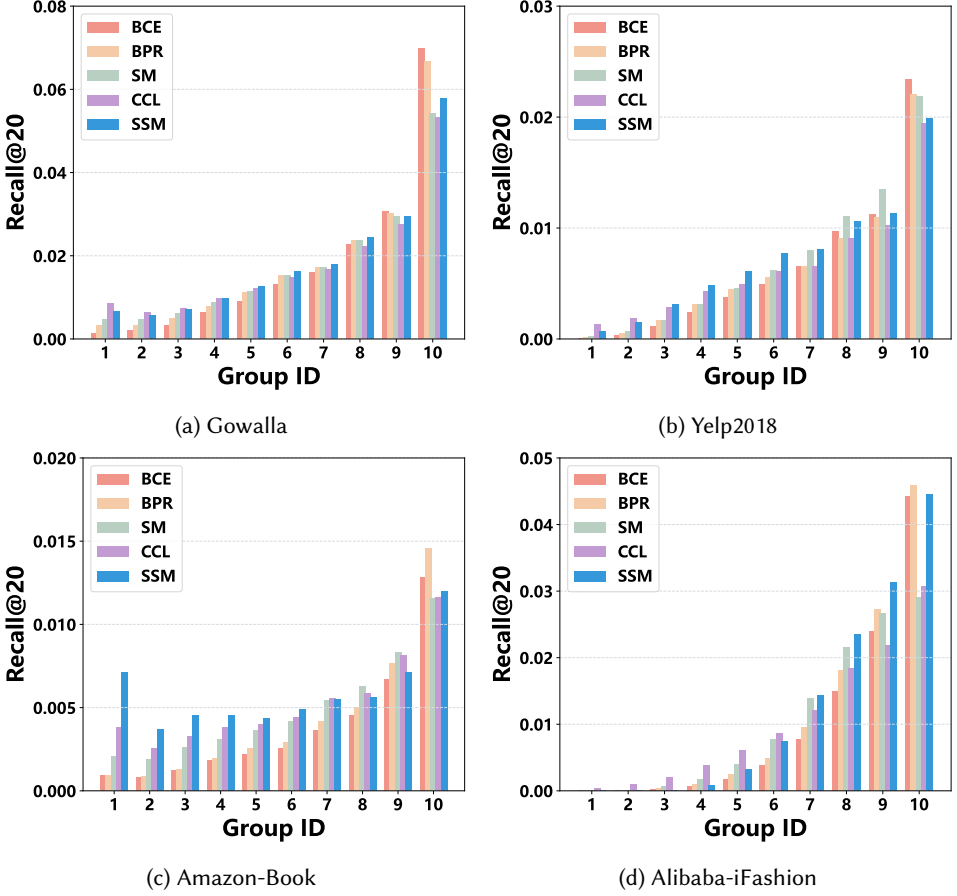 0.08
0.06
0.04
0.02
0.00
Recall@20
BCE
BPR
SM
CCL
SSM
1 2 3 4 5 6 7 8 9 10
Group ID
(a) Gowalla
0.03
0.02
0.01
0.00
Recall@20
BCE
BPR
SM
CCL
SSM
1 2 3 4 5 6 7 8 9 10
Group ID
(b) Yelp2018
0.020
0.015
0.010
0.005
0.000
Recall@20
BCE
BPR
SM
CCL
SSM
1 2 3 4 5 6 7 8 9 10
Group ID
(c) Amazon-Book
0.05
0.04
0.03
0.02
0.01
0.00
Recall@20
BCE
BPR
SM
CCL
SSM
1 2 3 4 5 6 7 8 9 10
Group ID
(d) Alibaba-iFashion